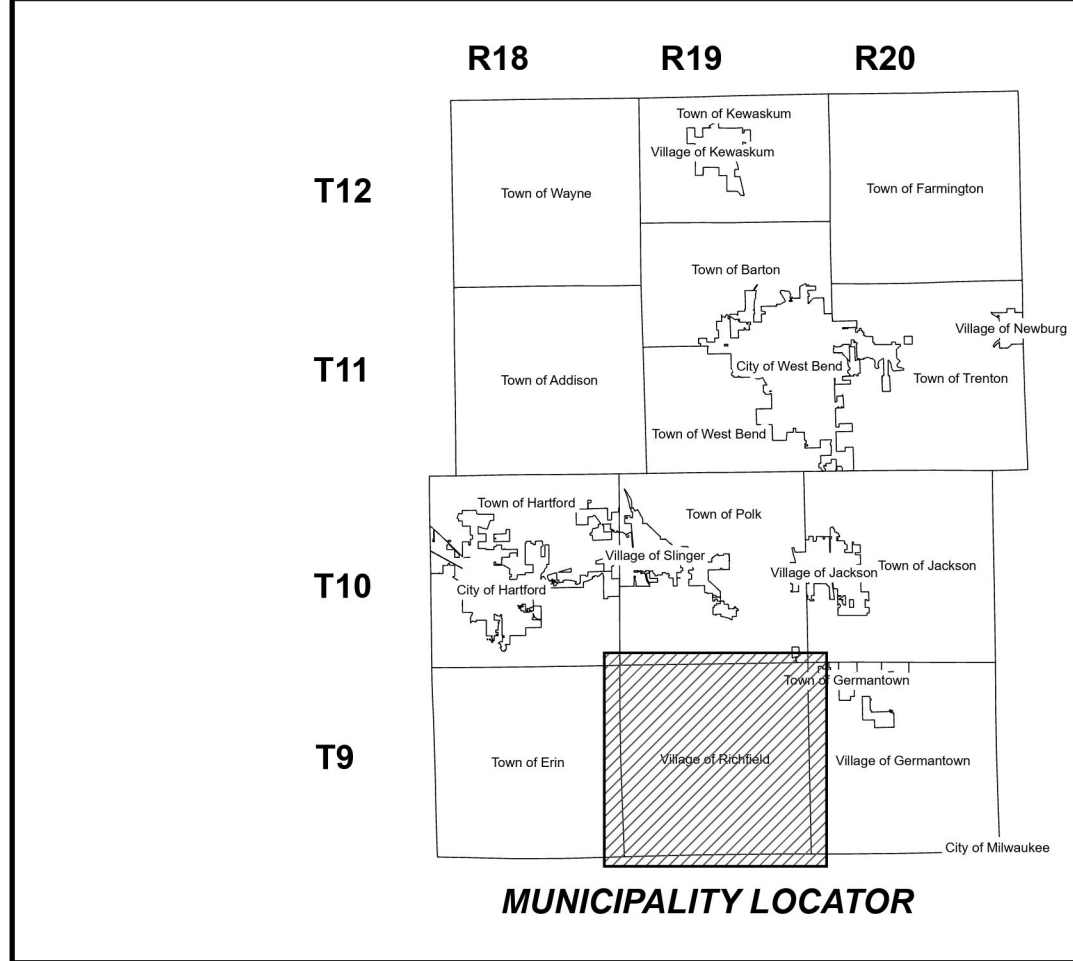 R18 R19 R20
T12
Town of Kewaskum
Village of Kewaskum
Town of Wayne
Town of Farmington
T11
Town of Barton
Village of Newburg
City of West Bend
Town of Addison
Town of Trenton
Town of West Bend
T10
Town of Hartford
Town of Polk
Village of Slinger
Town of Jackson
Village of Jackson
City of Hartford
T9
Town of Germantown
Town of Erin
Village of Richfield
Village of Germantown
City of Milwaukee
MUNICIPALITY LOCATOR